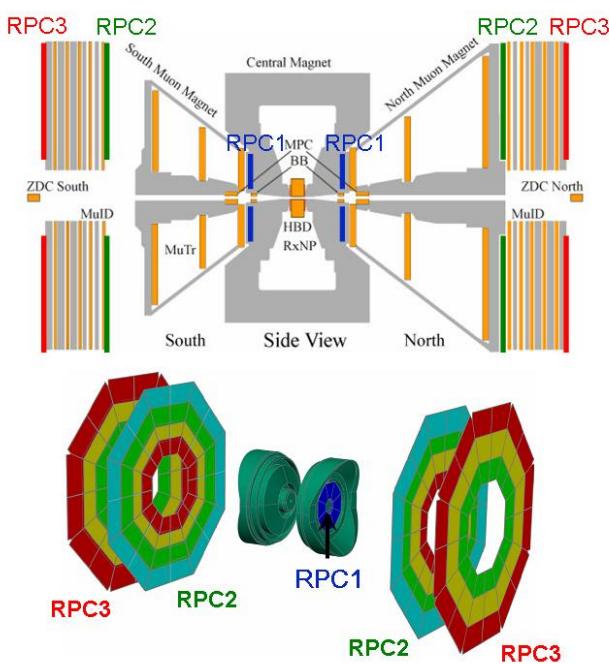 RPC3
RPC2
RPC2
RPC3
South Muon Magnet
Central Magnet
North Muon Magnet
RPC1
MPC
RPC1
BB
ZDC South
ZDC North
MuID
HBD
MuID
MuTr
RxNP
South
Side View
North
RPC1
RPC3
RPC2
RPC2
RPC3